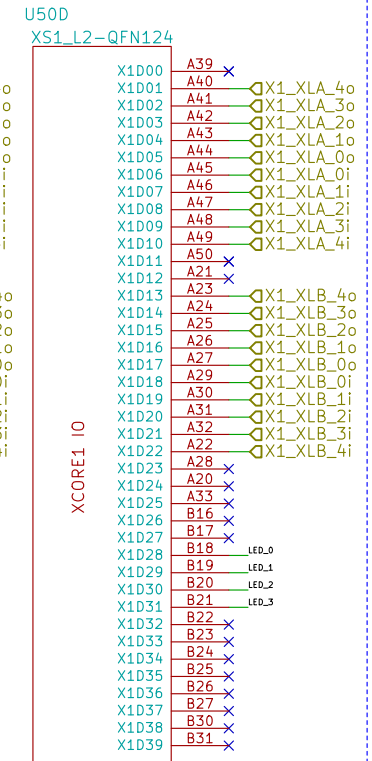 U50D
XS1_L2-QFN124
X1D00 A39
X1D01 A40 X1_XLA_4o
X1D02 A41 X1_XLA_3o
X1D03 A42 X1_XLA_2o
X1D04 A43 X1_XLA_1o
X1D05 A44 X1_XLA_0o
X1D06 A45 X1_XLA_0i
X1D07 A46 X1_XLA_1i
X1D08 A47 X1_XLA_2i
X1D09 A48 X1_XLA_3i
X1D10 A49 X1_XLA_4i
X1D11 A50
X1D12 A21
X1D13 A23 X1_XLB_4o
X1D14 A24 X1_XLB_3o
X1D15 A25 X1_XLB_2o
X1D16 A26 X1_XLB_1o
X1D17 A27 X1_XLB_0o
X1D18 A29 X1_XLB_0i
X1D19 A30 X1_XLB_1i
X1D20 A31 X1_XLB_2i
X1D21 A32 X1_XLB_3i
X1D22 A22 X1_XLB_4i
X1D23 A28
X1D24 A20
X1D25 A33
X1D26 B16
X1D27 B17
X1D28 B18 LED_0
X1D29 B19 LED_1
X1D30 B20 LED_2
X1D31 B21 LED_3
X1D32 B22
X1D33 B23
X1D34 B24
X1D35 B25
X1D36 B26
X1D37 B27
X1D38 B30
X1D39 B31
XCORE1 IO